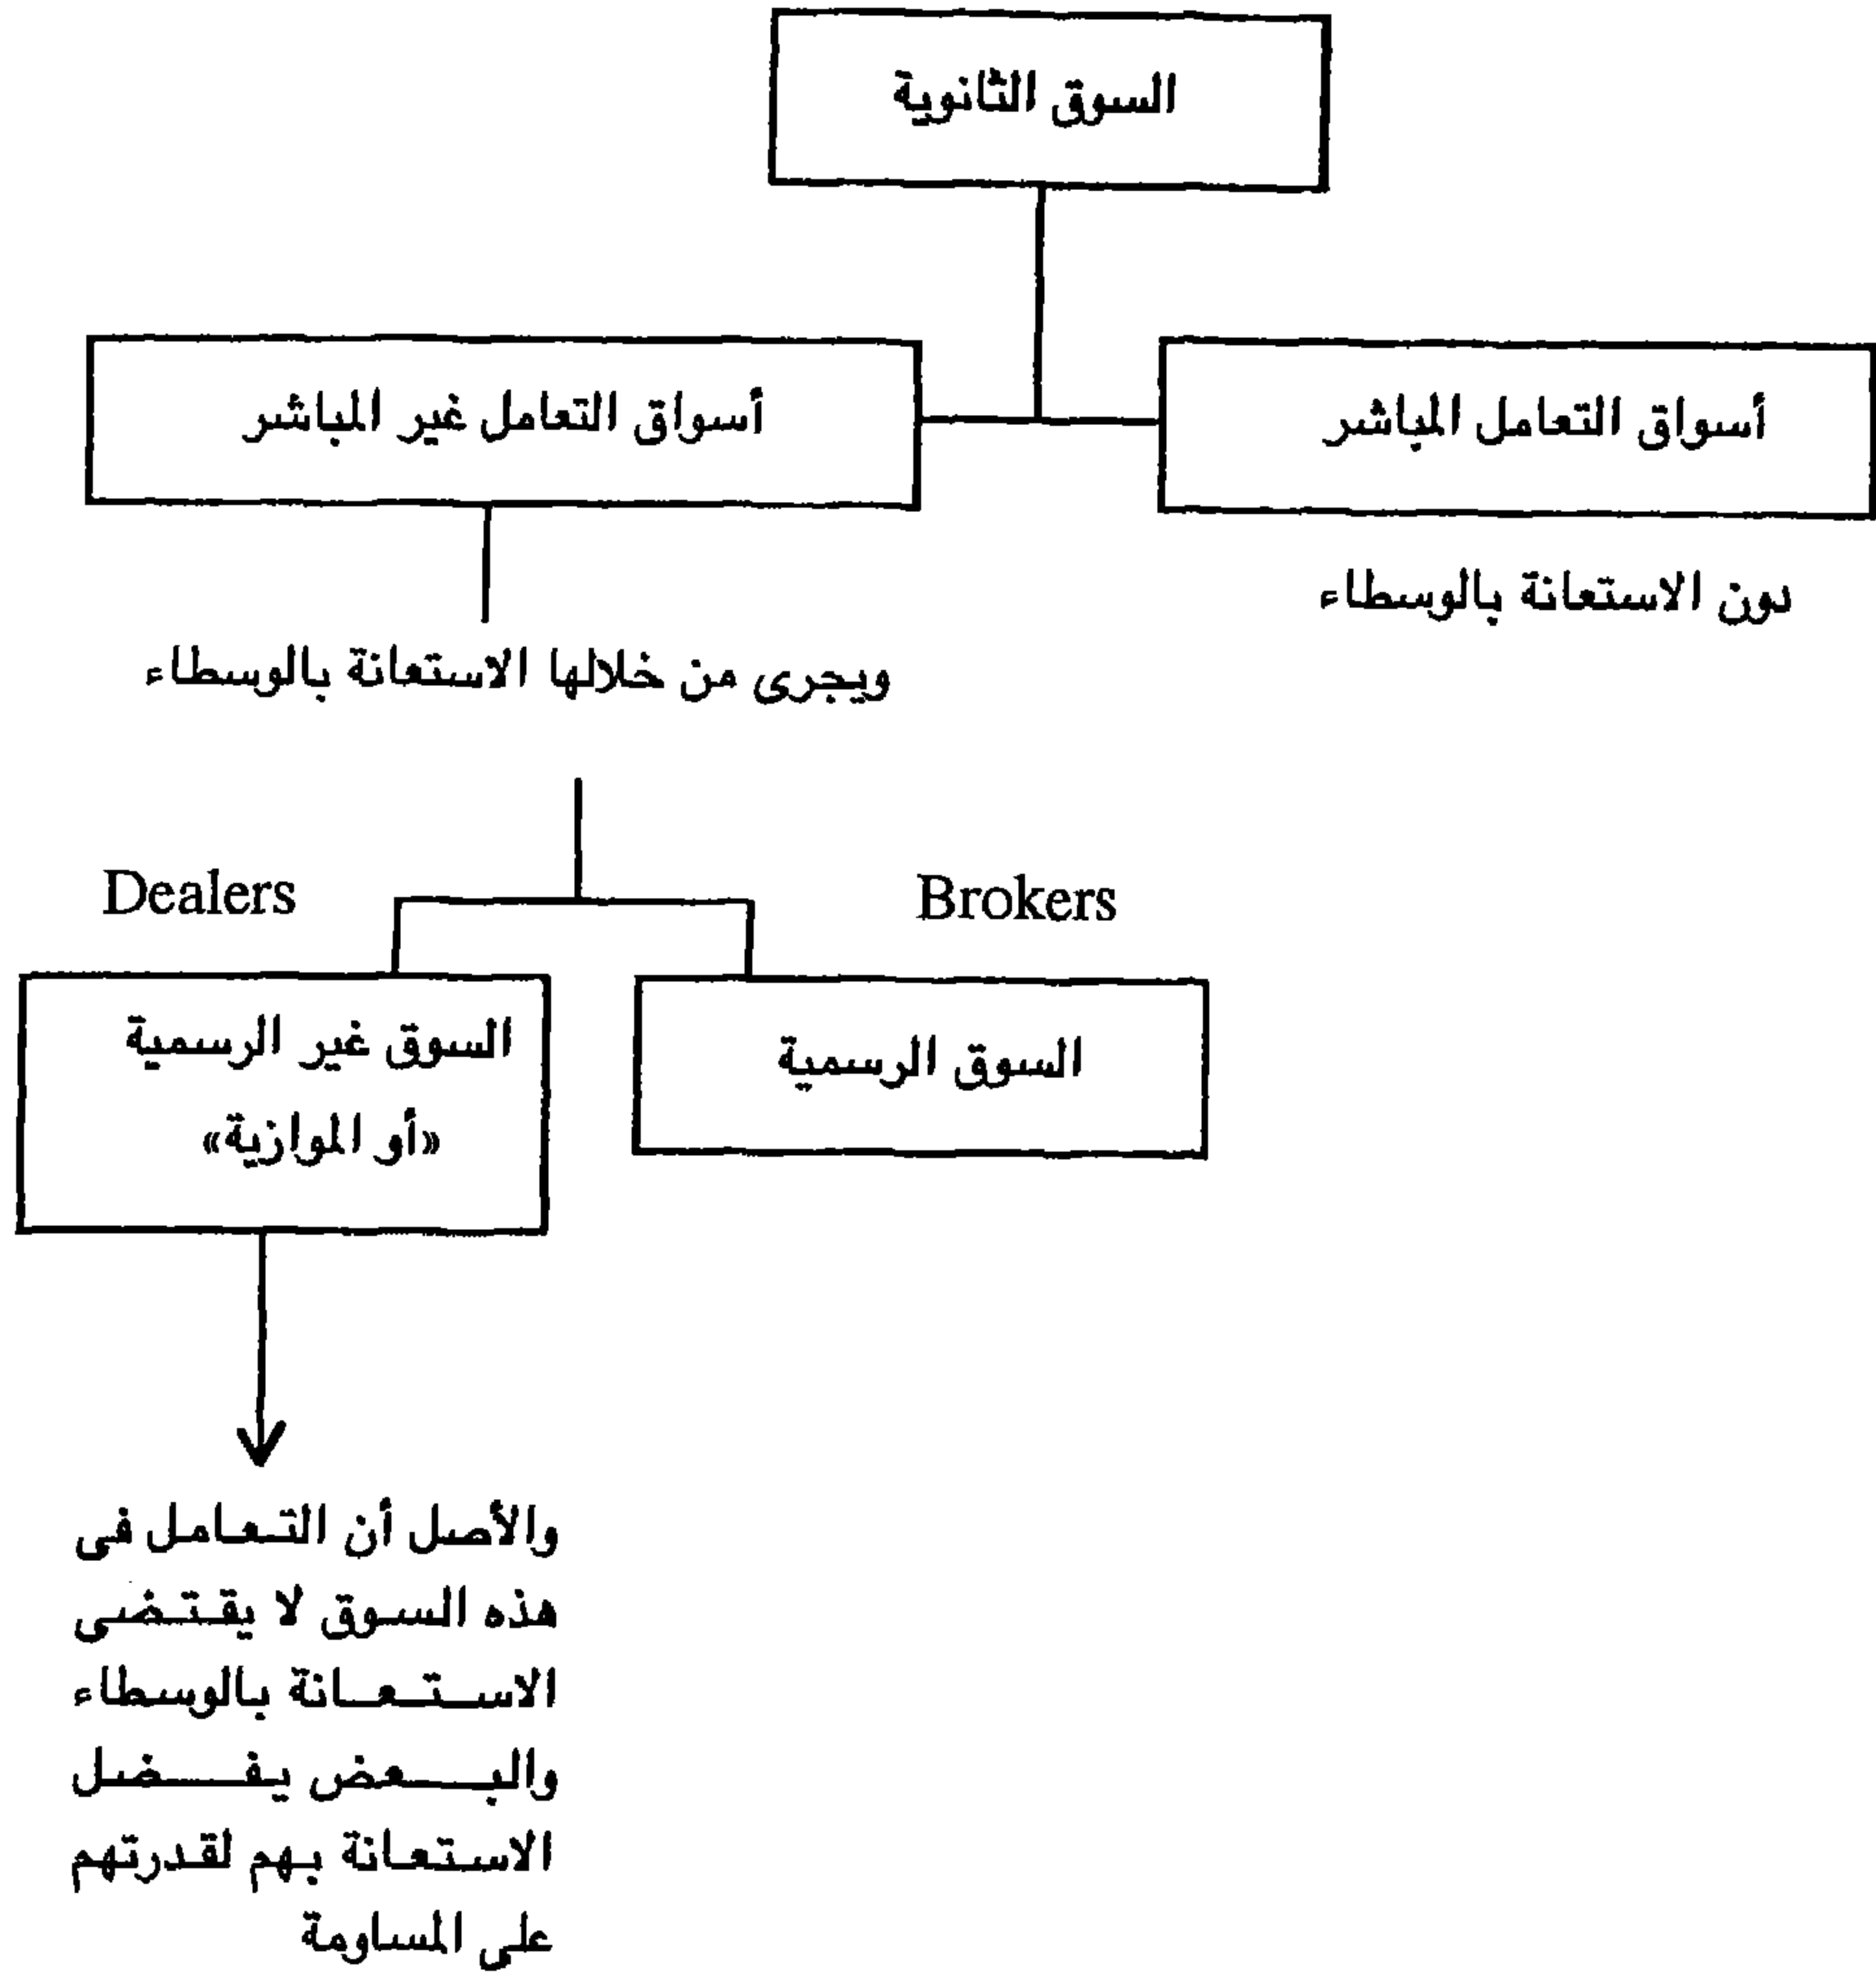 السوق الثانوية
أسواق التعامل المباشر
أسواق التعامل غير المباشر
دون الاستعانة بالوسطاء
ويجرى من خلالها الاستعانة بالوسطاء
Brokers
Dealers
السوق الرسمية
السوق غير الرسمية
«أو الموازية»
والأصل أن التعامل فى
هذه السوق لا يقتضى
الاستعانة بالوسطاء
والبعض يفضل
الاستعانة بهم لقدرتهم
على المساومة